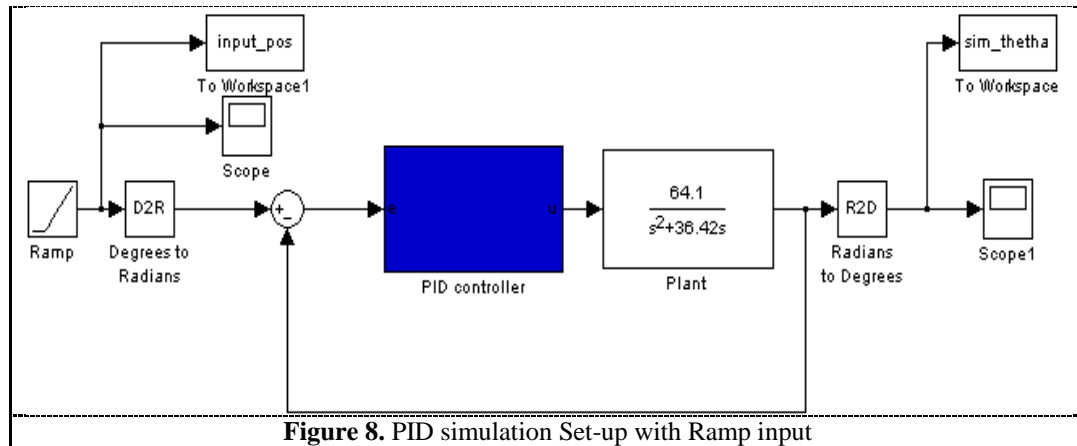 input_pos
To Workspace1
Scope
Ramp
D2R
Degrees to
Radians
+
-
e
u
PID controller
64.1
s²+36.42s
Plant
R2D
Radians
to Degrees
sim_thetha
To Workspace
Scope1
Figure 8. PID simulation Set-up with Ramp input